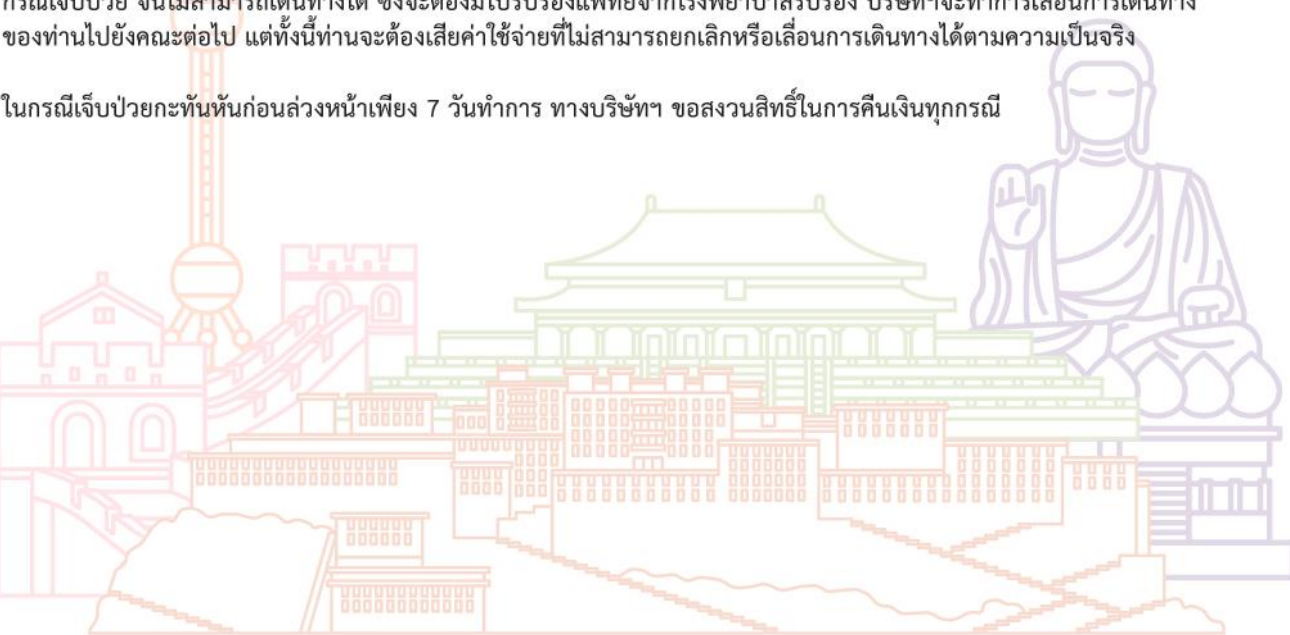 กรณีเจ็บป่วย จนไม่สามารถเดินทางได้ ซึ่งจะต้องมีใบรับรองแพทย์จากโรงพยาบาลรับรอง บริษัทฯจะทำการเลื่อนการเดินทาง
ของท่านไปยังคณะต่อไป แต่ทั้งนี้ท่านจะต้องเสียค่าใช้จ่ายที่ไม่สามารถยกเลิกหรือเลื่อนการเดินทางได้ตามความเป็นจริง
ในกรณีเจ็บป่วยกะทันหันก่อนล่วงหน้าเพียง 7 วันทำการ ทางบริษัทฯ ขอสงวนสิทธิ์ในการคืนเงินทุกกรณี